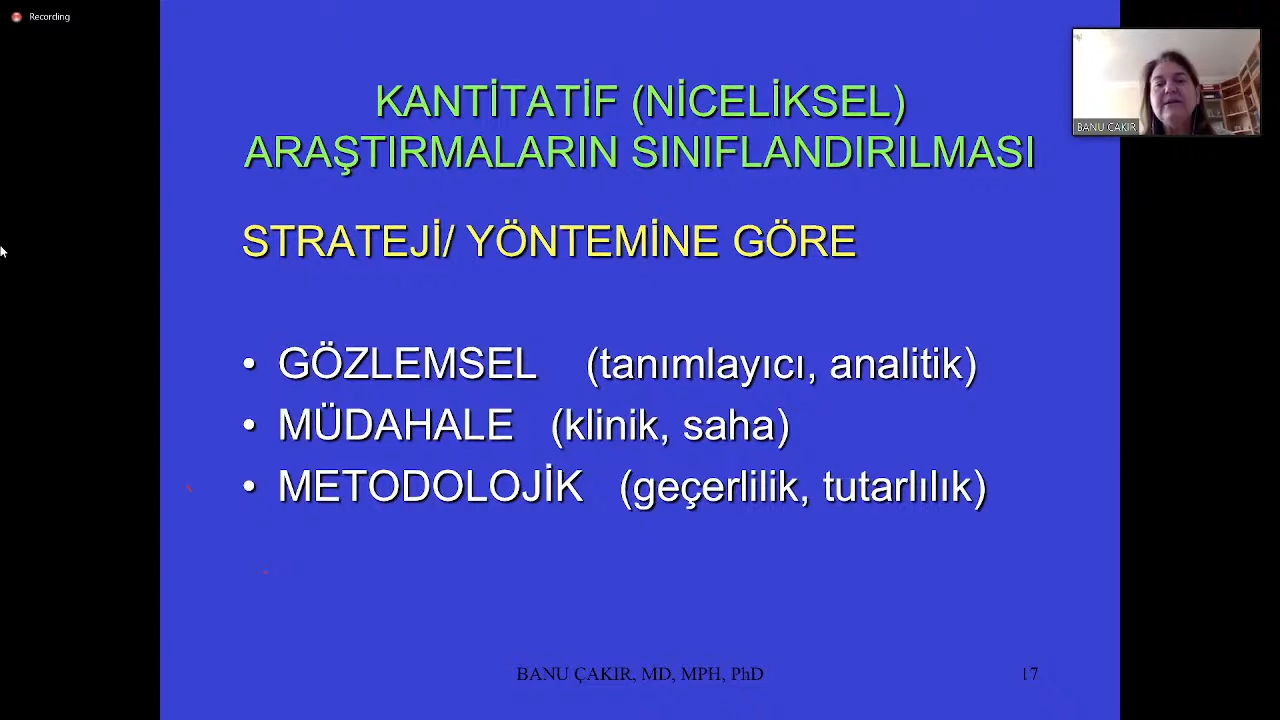 Recording
BANU ÇAKIR
KANTİTATİF (NİCELİKSEL)
ARAŞTIRMALARIN SINIFLANDIRILMASI
STRATEJİ/ YÖNTEMİNE GÖRE
• GÖZLEMSEL (tanımlayıcı, analitik)
• MÜDAHALE (klinik, saha)
• METODOLOJİK (geçerlilik, tutarlılık)
BANU ÇAKIR, MD, MPH, PhD
17